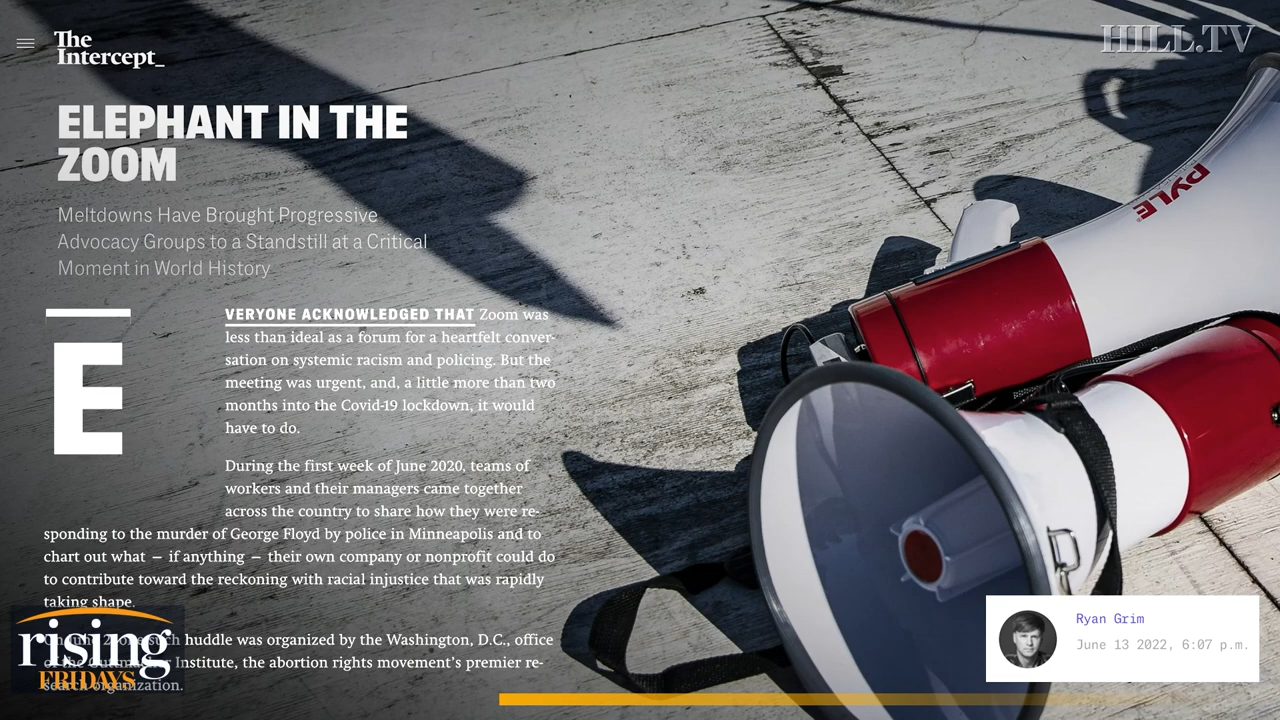 The
Intercept_
HILL.TV
ELEPHANT IN THE
ZOOM
Meltdowns Have Brought Progressive
Advocacy Groups to a Standstill at a Critical
Moment in World History
PYLE
EVERYONE ACKNOWLEDGED THAT Zoom was
less than ideal as a forum for a heartfelt conver-
sation on systemic racism and policing. But the
meeting was urgent, and, a little more than two
months into the Covid-19 lockdown, it would
have to do.
During the first week of June 2020, teams of
workers and their managers came together
across the country to share how they were re-
sponding to the murder of George Floyd by police in Minneapolis and to
chart out what — if anything — their own company or nonprofit could do
to contribute toward the reckoning with racial injustice that was rapidly
taking shape.
huddle was organized by the Washington, D.C., office
Institute, the abortion rights movement's premier re-
search organization.
rising
FRIDAYS
Ryan Grim
June 13 2022, 6:07 p.m.